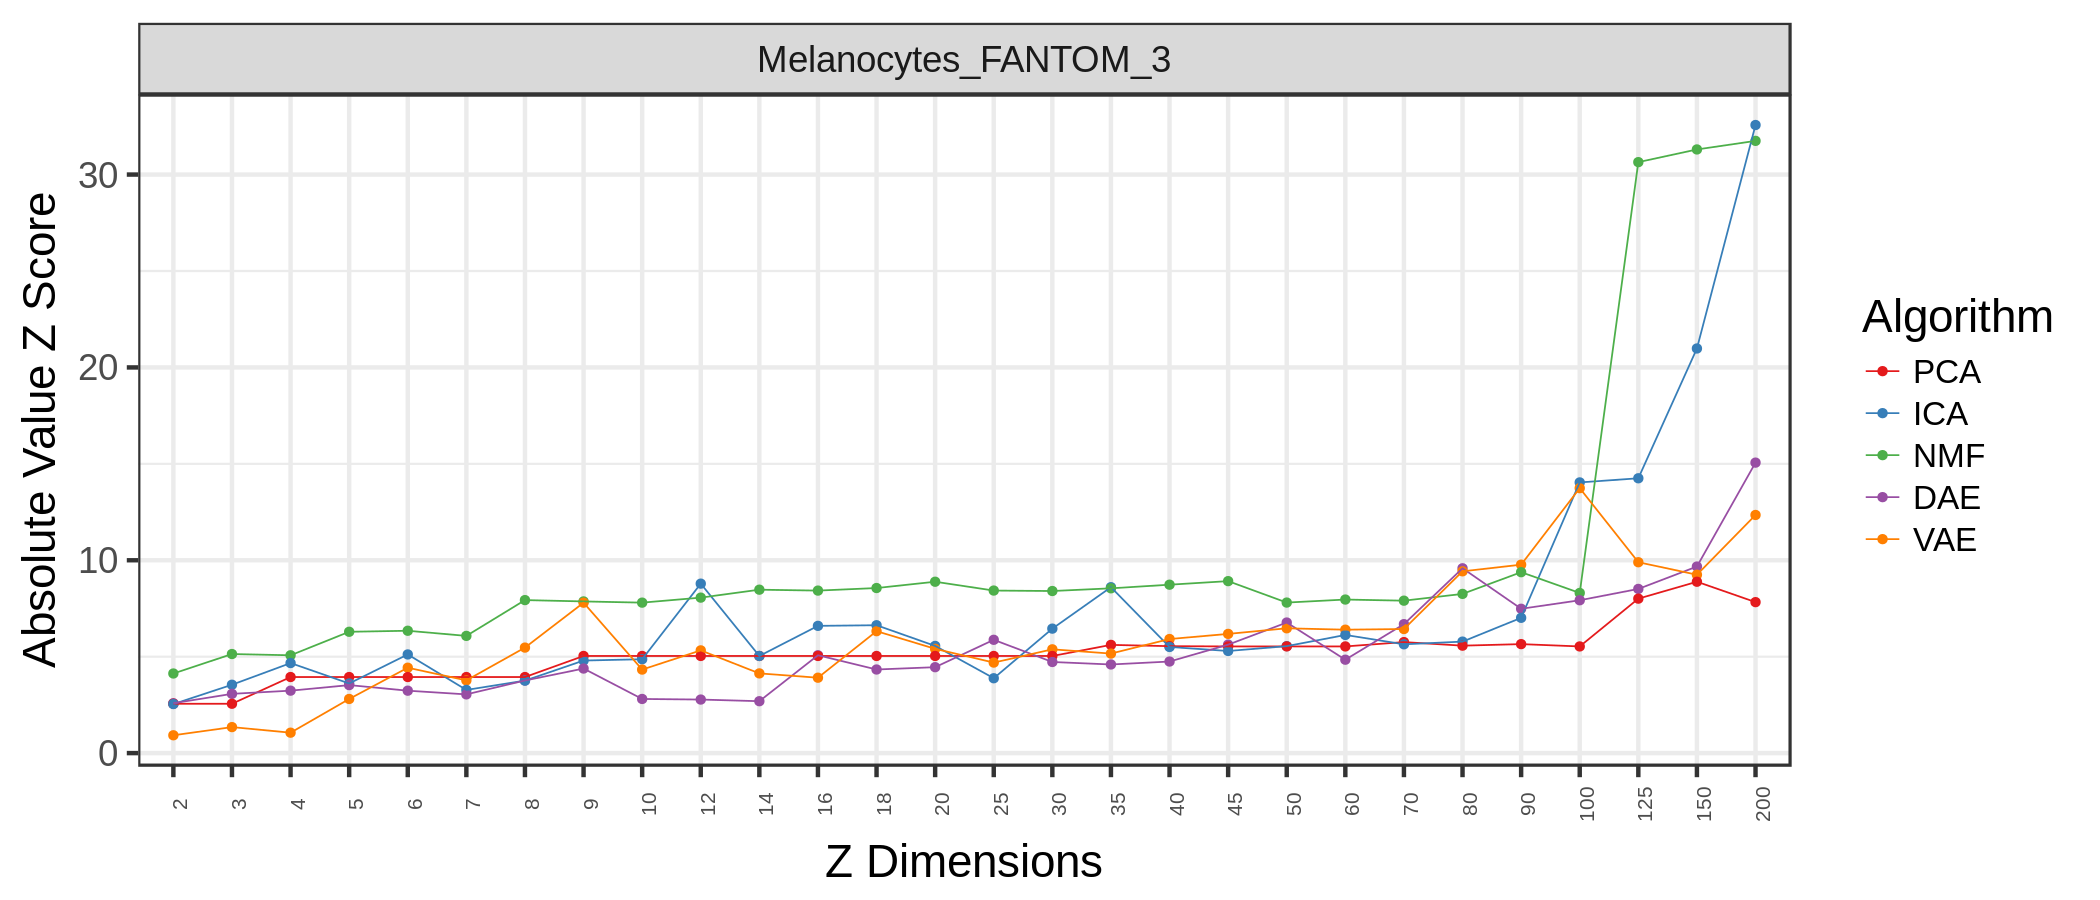 Melanocytes_FANTOM_3
Absolute Value Z Score
30
20
10
0
2 3 4 5 6 7 8 9 10 12 14 16 18 20 25 30 35 40 45 50 60 70 80 90 100 125 150 200
Z Dimensions
Algorithm
PCA
ICA
NMF
DAE
VAE